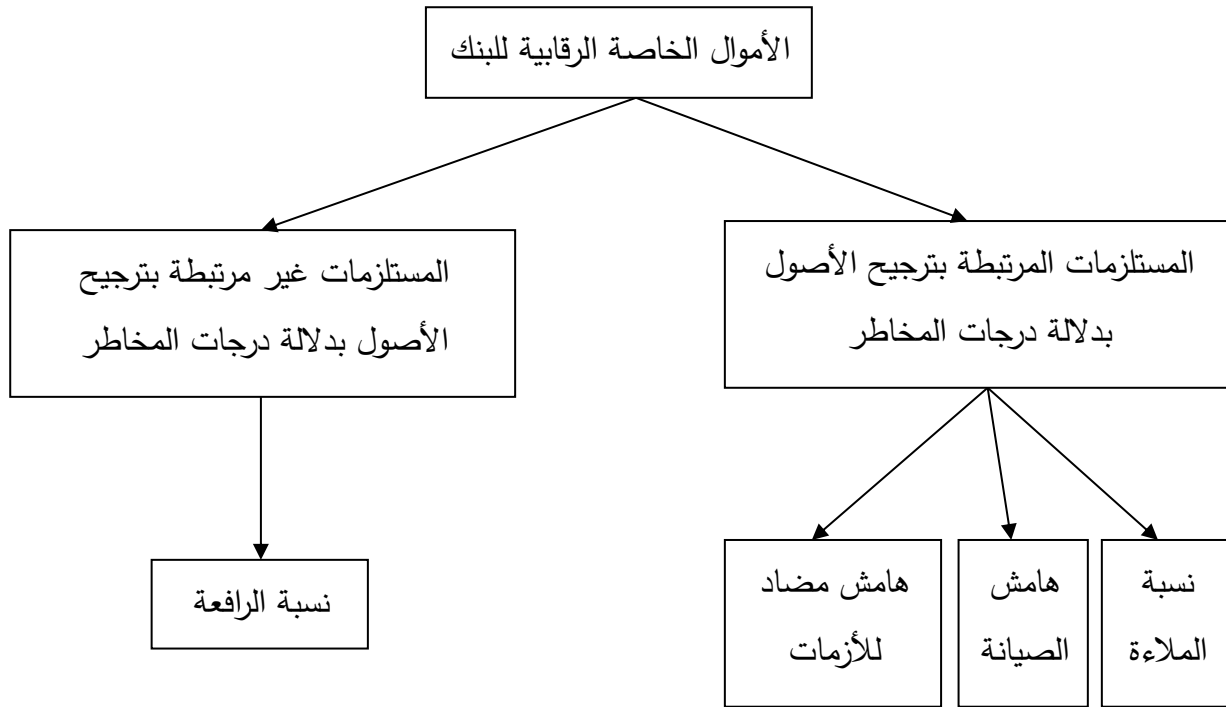 الأموال الخاصة الرقابية للبنك
المستلزمات المرتبطة بترجيح الأصول
بدلالة درجات المخاطر
المستلزمات غير مرتبطة بترجيح
الأصول بدلالة درجات المخاطر
نسبة
الملاءة
هامش
الصيانة
هامش مضاد
للأزمات
نسبة الرافعة